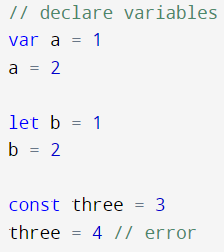 // declare variables
var a = 1
a = 2

let b = 1
b = 2

const three = 3
three = 4 // error